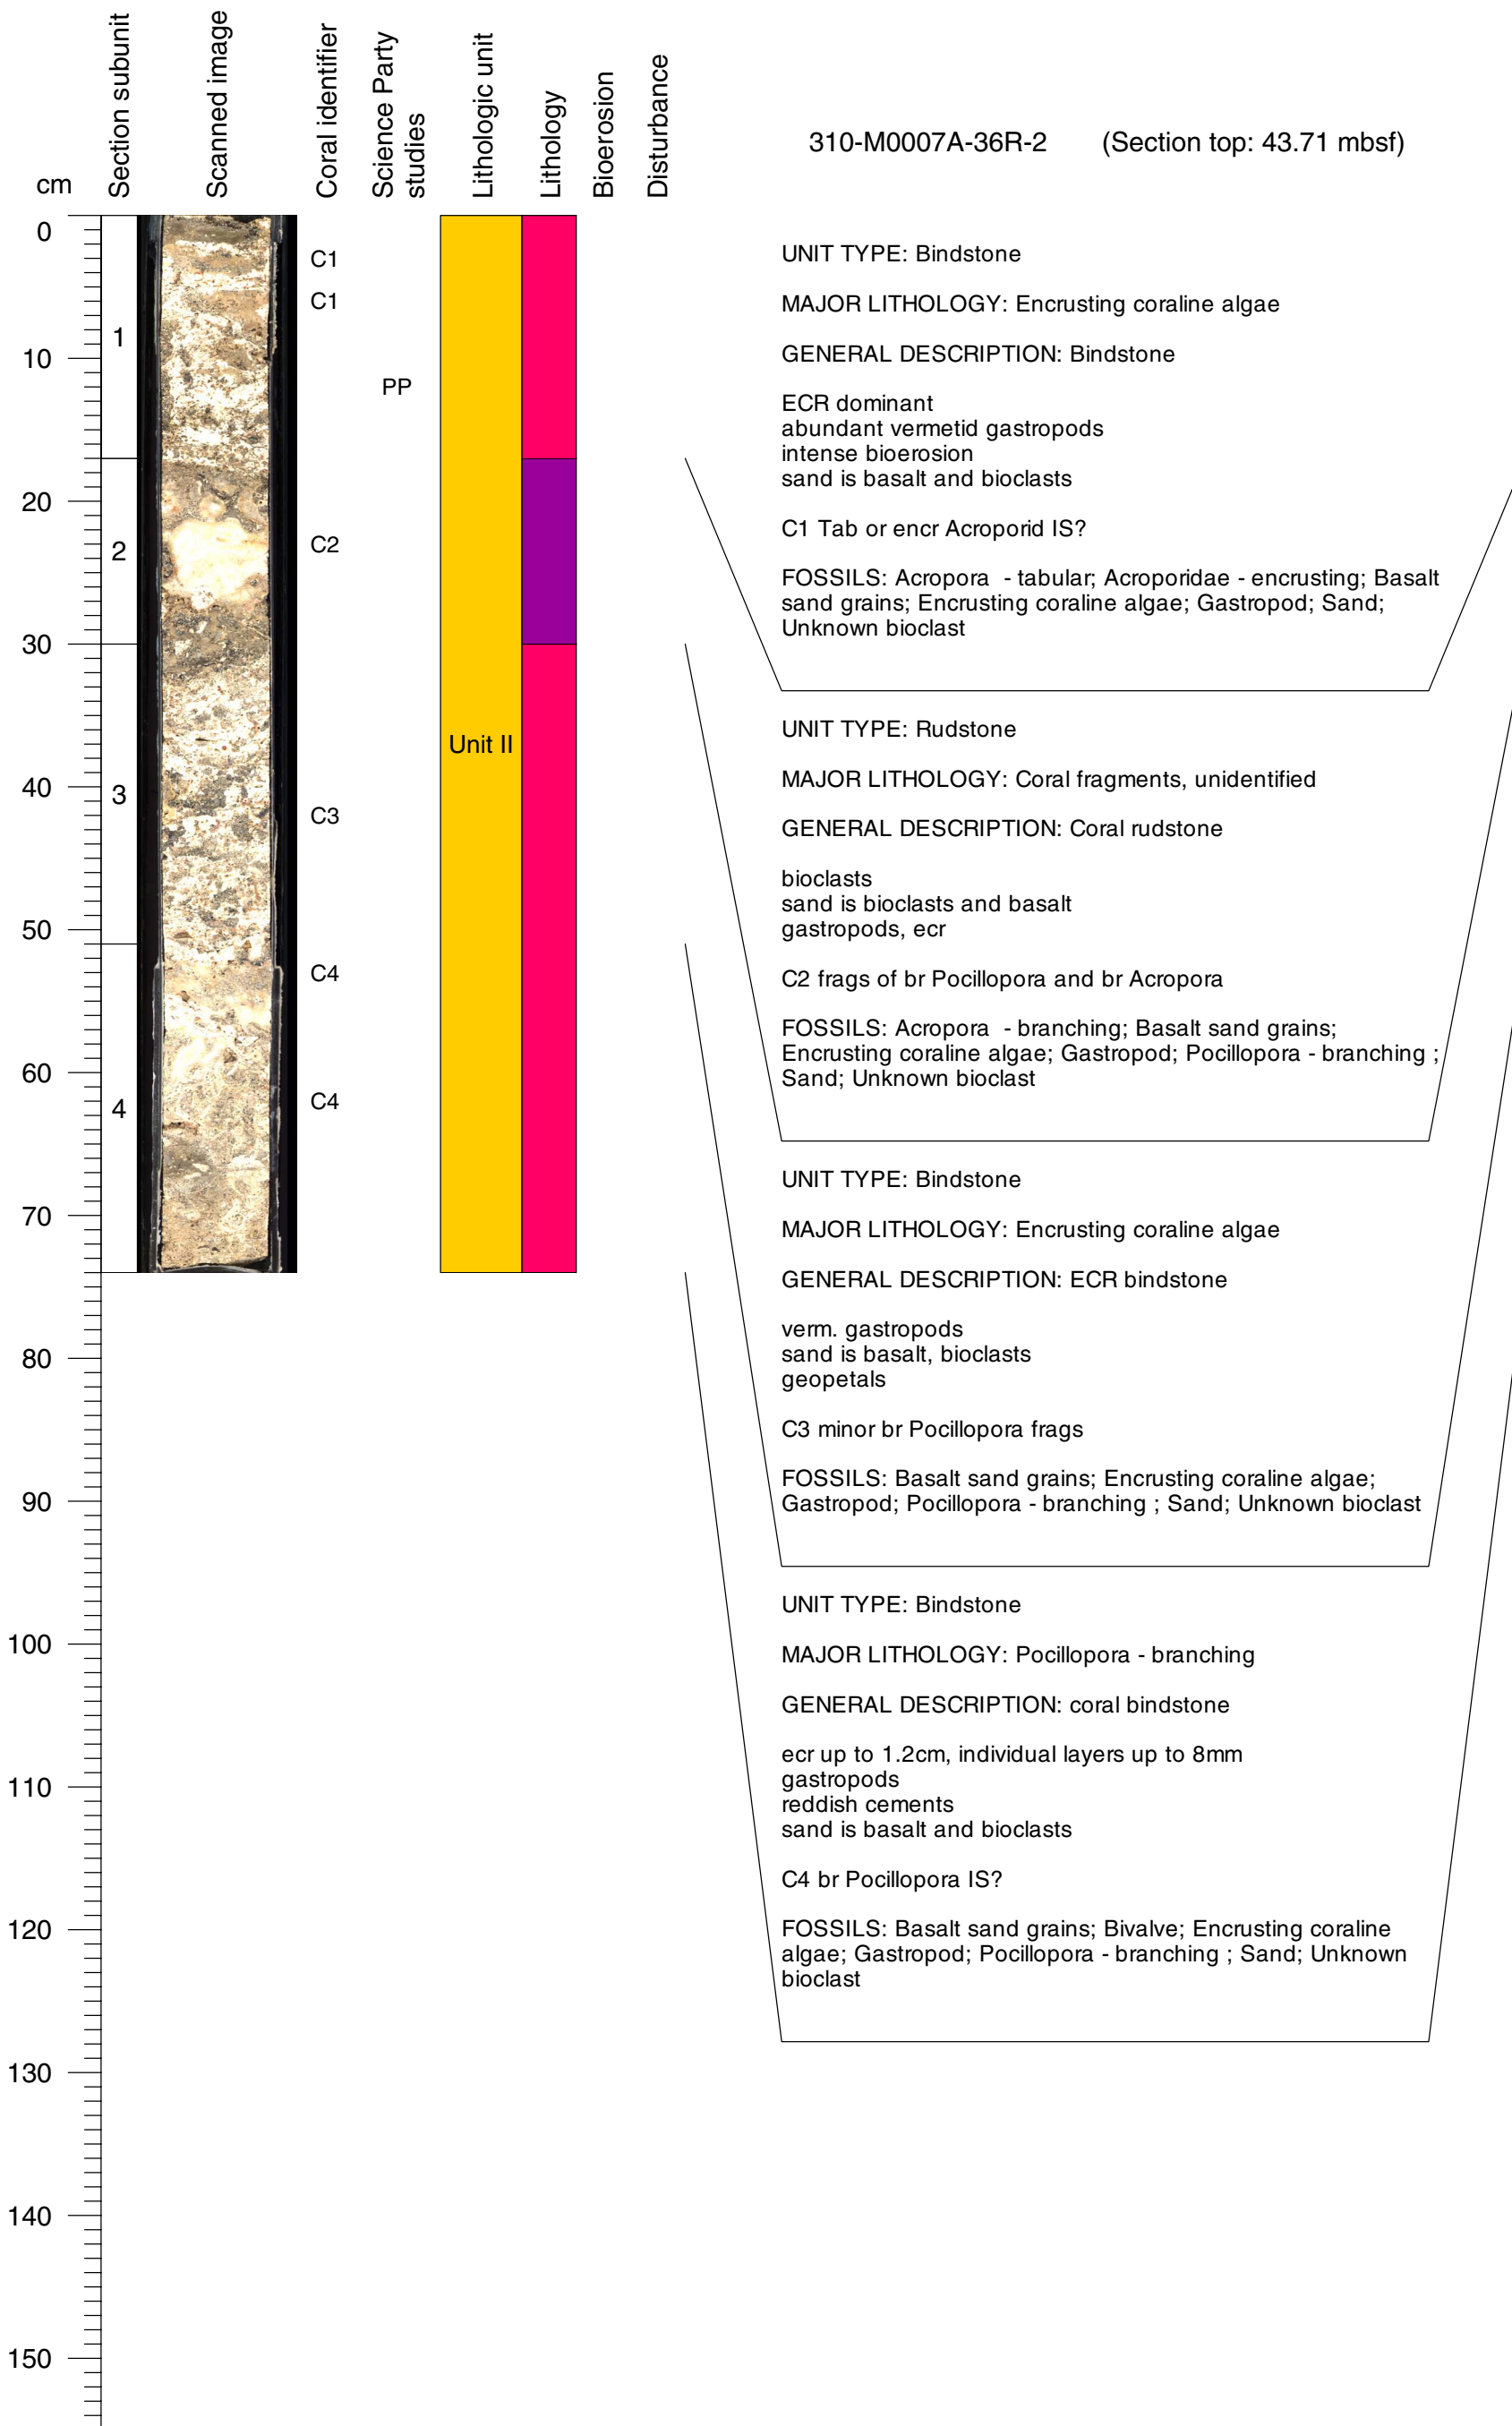 Section subunit
Scanned image
Coral identifier
Science Party
studies
Lithologic unit
Lithology
Bioerosion
Disturbance
cm
310-M0007A-36R-2 (Section top: 43.71 mbsf)
0
10
20
30
40
50
60
70
80
90
100
110
120
130
140
150
1
2
3
4
C1
C1
C2
C3
C4
C4
PP
Unit II
UNIT TYPE: Bindstone
MAJOR LITHOLOGY: Encrusting coraline algae
GENERAL DESCRIPTION: Bindstone
ECR dominant
abundant vermetid gastropods
intense bioerosion
sand is basalt and bioclasts
C1 Tab or encr Acroporid IS?
FOSSILS: Acropora - tabular; Acroporidae - encrusting; Basalt
sand grains; Encrusting coraline algae; Gastropod; Sand;
Unknown bioclast
UNIT TYPE: Rudstone
MAJOR LITHOLOGY: Coral fragments, unidentified
GENERAL DESCRIPTION: Coral rudstone
bioclasts
sand is bioclasts and basalt
gastropods, ecr
C2 frags of br Pocillopora and br Acropora
FOSSILS: Acropora - branching; Basalt sand grains;
Encrusting coraline algae; Gastropod; Pocillopora - branching ;
Sand; Unknown bioclast
UNIT TYPE: Bindstone
MAJOR LITHOLOGY: Encrusting coraline algae
GENERAL DESCRIPTION: ECR bindstone
verm. gastropods
sand is basalt, bioclasts
geopetals
C3 minor br Pocillopora frags
FOSSILS: Basalt sand grains; Encrusting coraline algae;
Gastropod; Pocillopora - branching ; Sand; Unknown bioclast
UNIT TYPE: Bindstone
MAJOR LITHOLOGY: Pocillopora - branching
GENERAL DESCRIPTION: coral bindstone
ecr up to 1.2cm, individual layers up to 8mm
gastropods
reddish cements
sand is basalt and bioclasts
C4 br Pocillopora IS?
FOSSILS: Basalt sand grains; Bivalve; Encrusting coraline
algae; Gastropod; Pocillopora - branching ; Sand; Unknown
bioclast